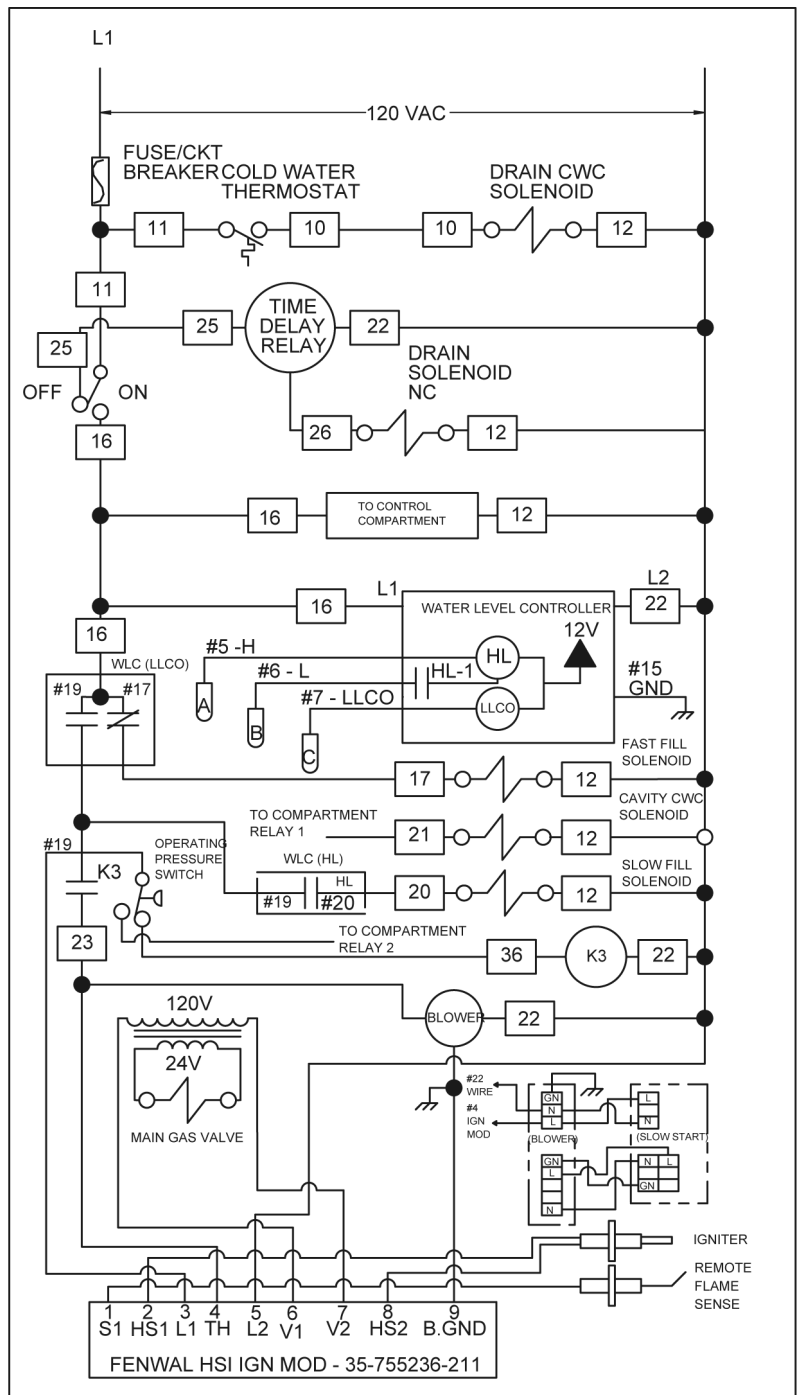 L1
120 VAC
FUSE/CKT
BREAKER
COLD WATER
THERMOSTAT
DRAIN CWC
SOLENOID
11
10
10
12
11
TIME
DELAY
RELAY
25
22
25
OFF
ON
DRAIN
SOLENOID
NC
16
26
12
16
TO CONTROL
COMPARTMENT
12
L1
L2
16
WATER LEVEL CONTROLLER
22
16
12V
WLC (LLCO)
#5 -H
HL
#6 - L
HL-1
#15
GND
#19
#17
#7 - LLCO
LLCO
A
B
C
FAST FILL
SOLENOID
17
12
CAVITY CWC
SOLENOID
TO COMPARTMENT
RELAY 1
21
12
#19
OPERATING
PRESSURE
SWITCH
WLC (HL)
SLOW FILL
SOLENOID
K3
HL
#19
#20
20
12
TO COMPARTMENT
RELAY 2
23
36
K3
22
120V
BLOWER
22
24V
MAIN GAS VALVE
#22
WIRE
#4
IGN
MOD
GN
N
L
(BLOWER)
L
N
(SLOW START)
GN
L
N
N L
GN
IGNITER
REMOTE
FLAME
SENSE
1 2 3 4 5 6 7 8 9
S1 HS1 L1 TH L2 V1 V2 HS2 B.GND
FENWAL HSI IGN MOD - 35-755236-211